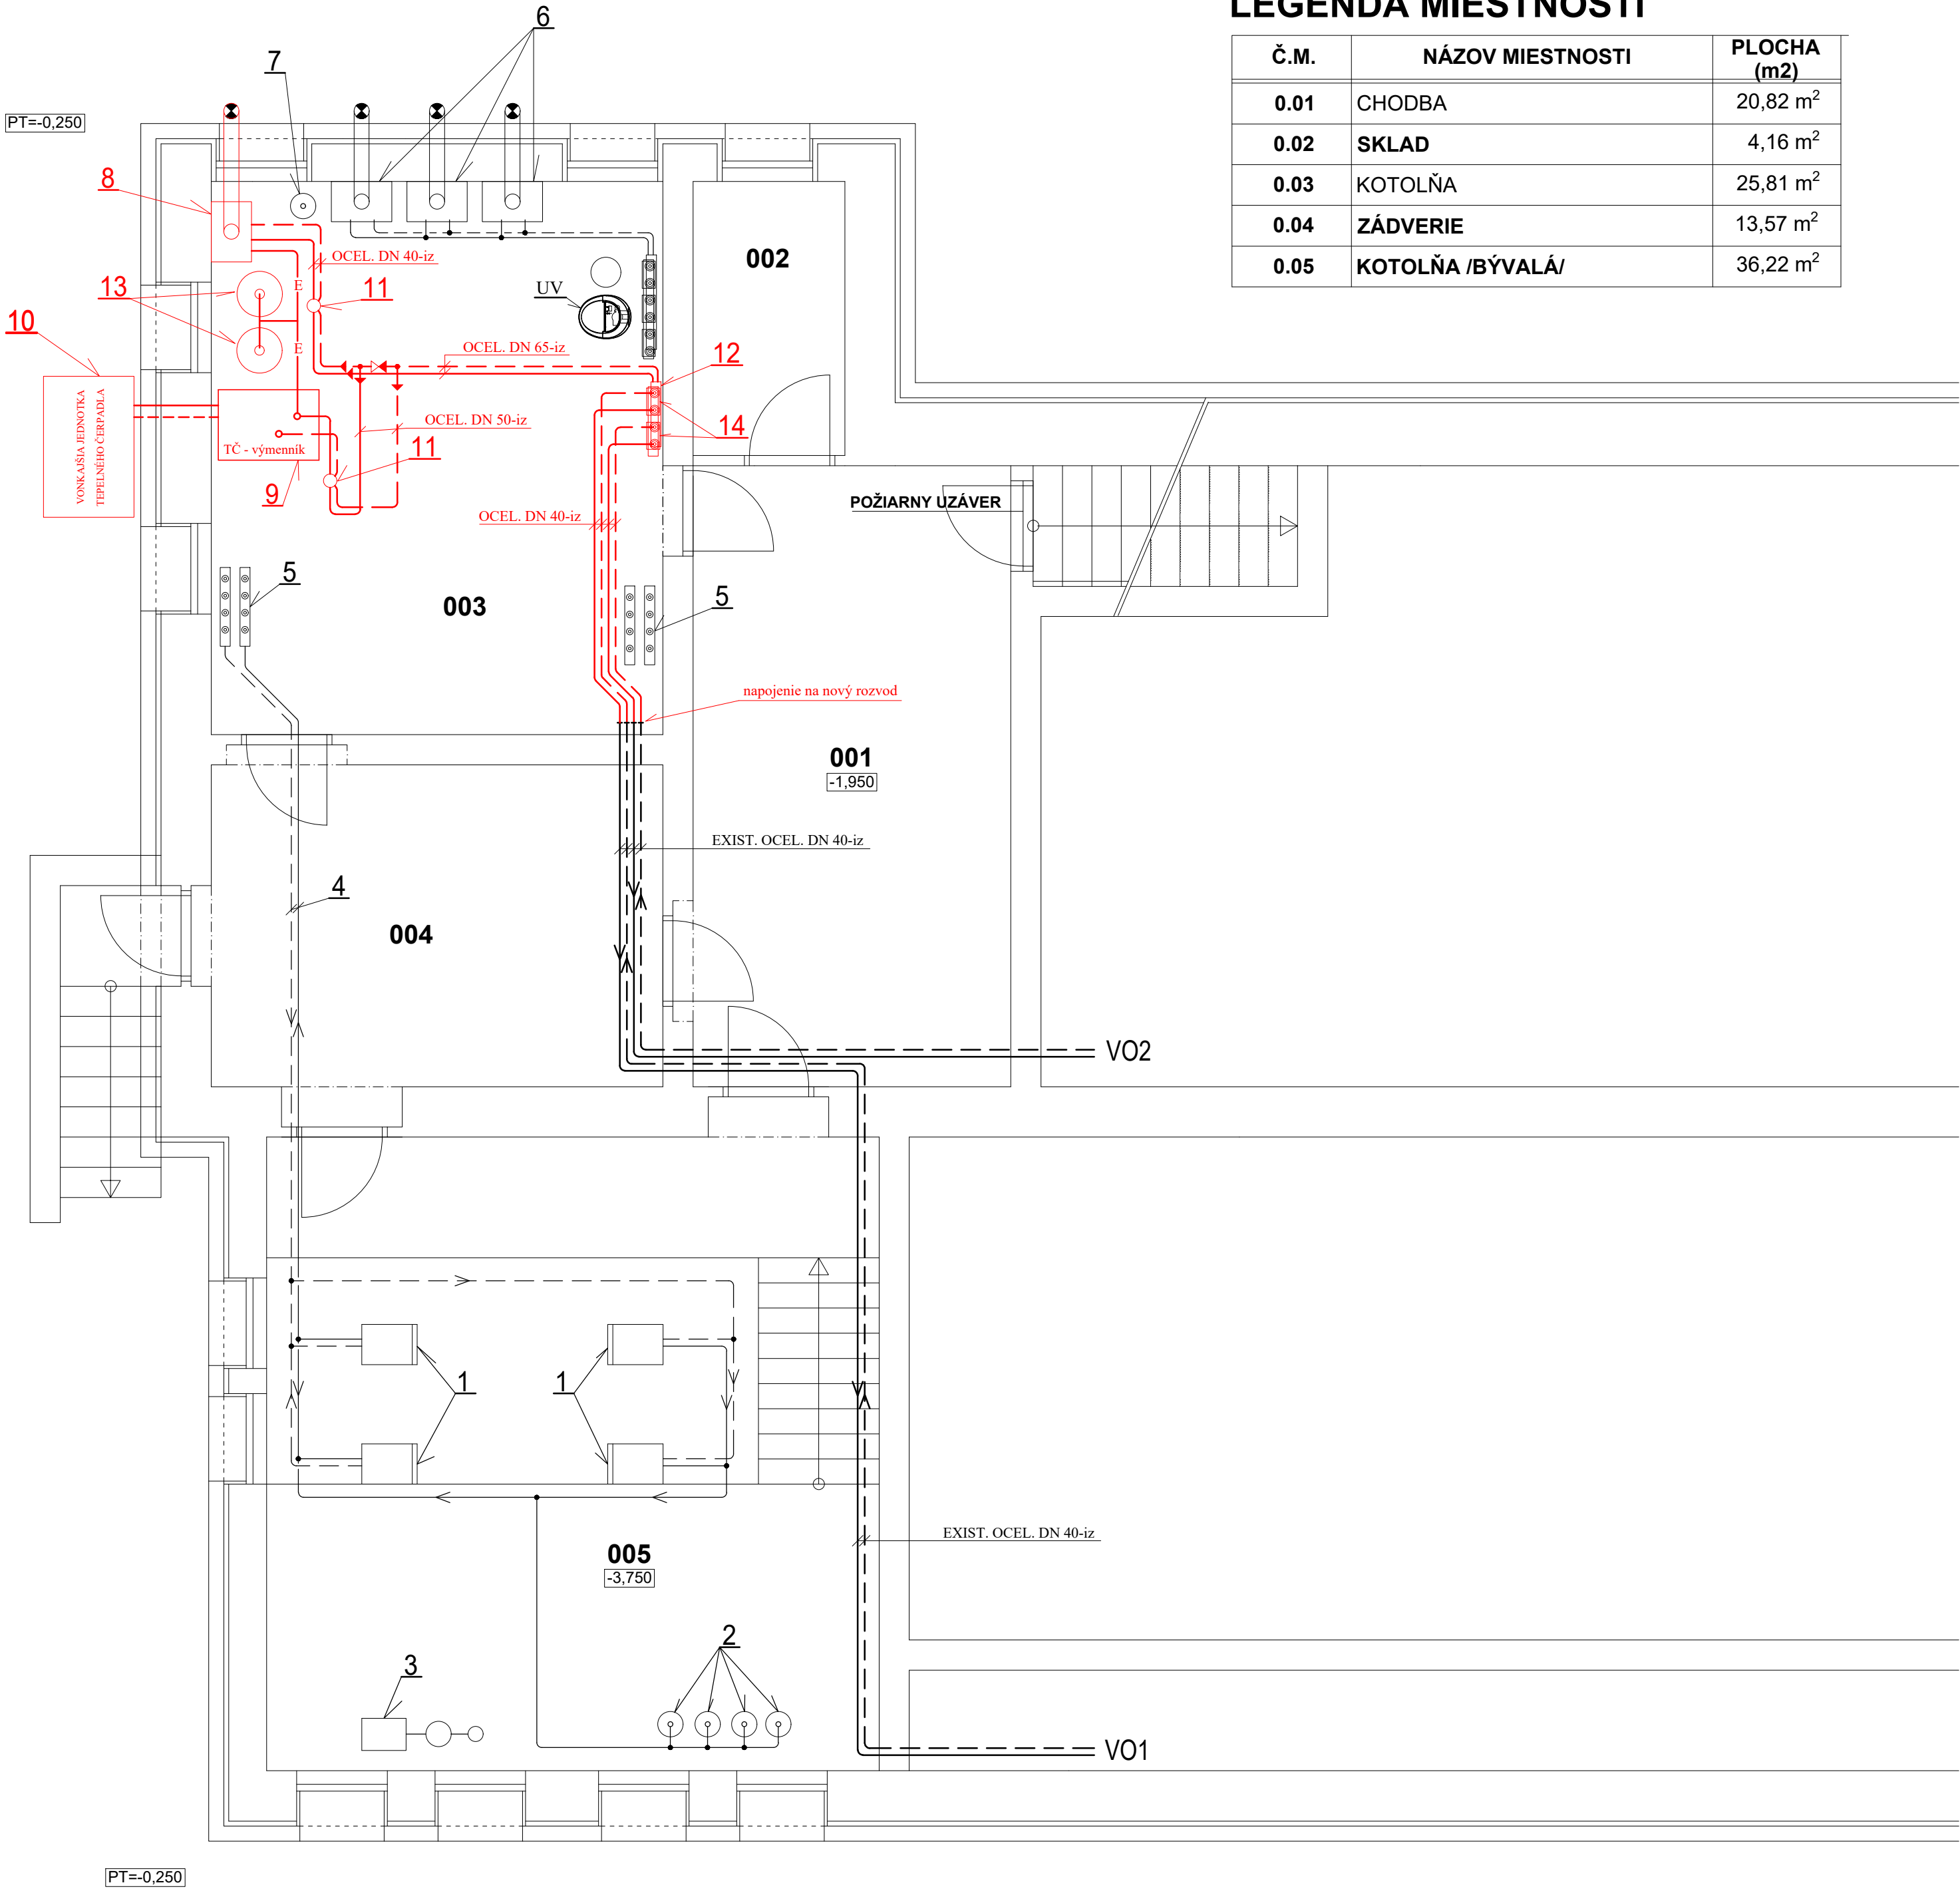 LEGENDA MIESTNOSTÍ
Č.M. NÁZOV MIESTNOSTI PLOCHA (m2)
0.01 CHODBA 20,82 m²
0.02 SKLAD 4,16 m²
0.03 KOTOLŇA 25,81 m²
0.04 ZÁDVERIE 13,57 m²
0.05 KOTOLŇA /BÝVALÁ/ 36,22 m²
6
7
PT=-0,250
8
OCEL. DN 40-iz
002
E
13
11
UV
10
E
OCEL. DN 65-iz
12
VONKAJŠIA JEDNOTKA
TEPELNÉHO ČERPADLA
OCEL. DN 50-iz
14
TČ - výmenník
11
9
POŽIARNY UZÁVER
OCEL. DN 40-iz
5
5
003
napojenie na nový rozvod
001
-1,950
EXIST. OCEL. DN 40-iz
4
004
VO2
1
1
EXIST. OCEL. DN 40-iz
005
-3,750
2
3
VO1
PT=-0,250